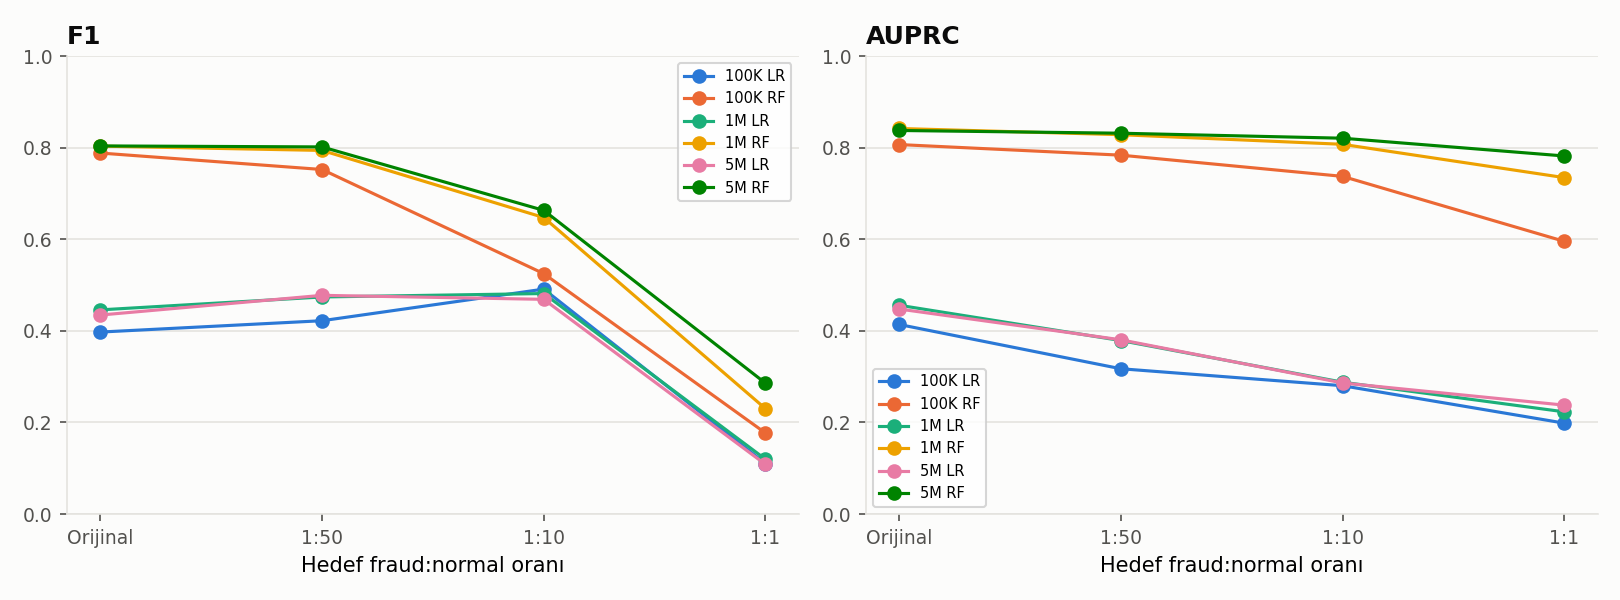 F1
1.0
0.8
0.6
0.4
0.2
0.0
100K LR
100K RF
1M LR
1M RF
5M LR
5M RF
Orijinal 1:50 1:10 1:1
Hedef fraud:normal oranı
AUPRC
1.0
0.8
0.6
0.4
0.2
0.0
100K LR
100K RF
1M LR
1M RF
5M LR
5M RF
Orijinal 1:50 1:10 1:1
Hedef fraud:normal oranı